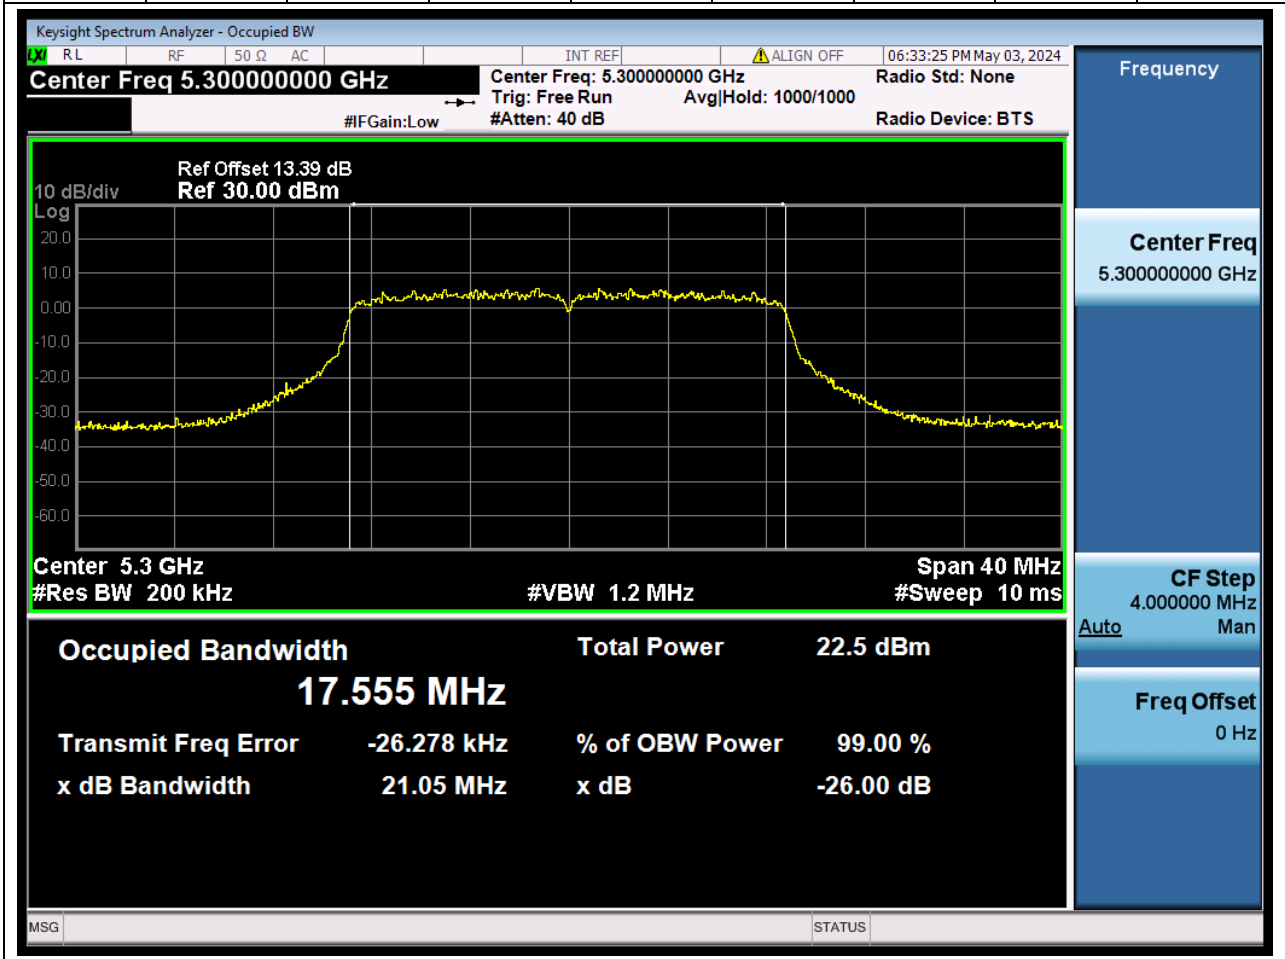 Keysight Spectrum Analyzer - Occupied BW
LXI RL RF 50 Ω AC INT REF ALIGN OFF 06:33:25 PM May 03, 2024
Center Freq 5.300000000 GHz
Center Freq: 5.300000000 GHz Radio Std: None
Trig: Free Run Avg|Hold: 1000/1000
#IFGain:Low #Atten: 40 dB Radio Device: BTS
Ref Offset 13.39 dB
10 dB/div Ref 30.00 dBm
Log
20.0
10.0
0.00
-10.0
-20.0
-30.0
-40.0
-50.0
-60.0
Center 5.3 GHz Span 40 MHz
#Res BW 200 kHz #VBW 1.2 MHz #Sweep 10 ms
Occupied Bandwidth Total Power 22.5 dBm
17.555 MHz
Transmit Freq Error -26.278 kHz % of OBW Power 99.00 %
x dB Bandwidth 21.05 MHz x dB -26.00 dB
Frequency
Center Freq
5.300000000 GHz
CF Step
4.000000 MHz
Auto Man
Freq Offset
0 Hz
MSG STATUS